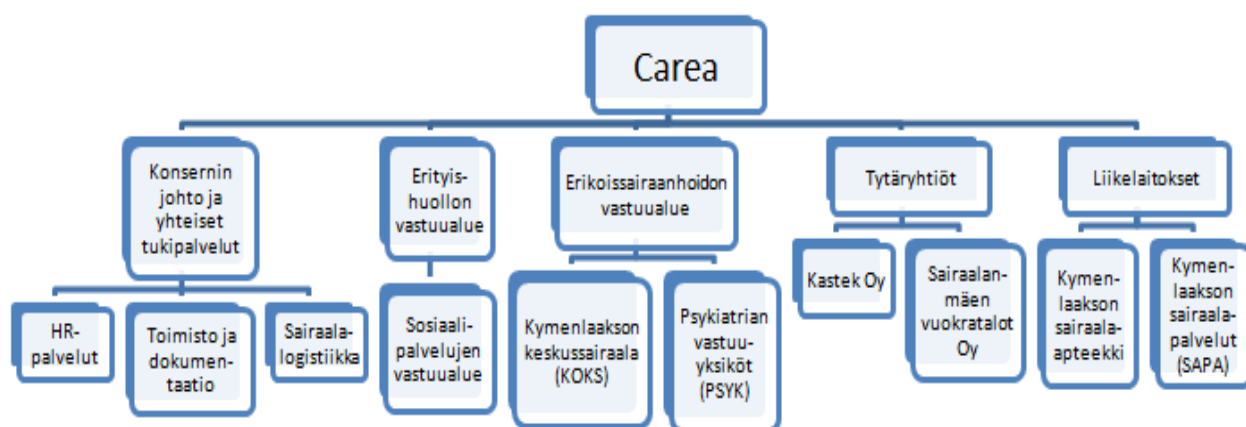 Carea
Konsernin
johto ja
yhteiset
tukipalvelut
Erityis-
huollon
vastuualue
Erikoissairaanhoidon
vastuualue
Tytäryhtiöt
Liikelaitokset
HR-
palvelut
Toimisto ja
dokumen-
taatio
Sairaala-
logistiikka
Sosiaali-
palvelujen
vastuualue
Kymenlaakson
keskussairaala
(KOKS)
Psykiatrian
vastuu-
yksiköt
(PSYK)
Kastek Oy
Sairaalan-
mäen
vuokratalot
Oy
Kymen-
laakson
sairaala-
apteekki
Kymen-
laakson
sairaala-
palvelut
(SAPA)